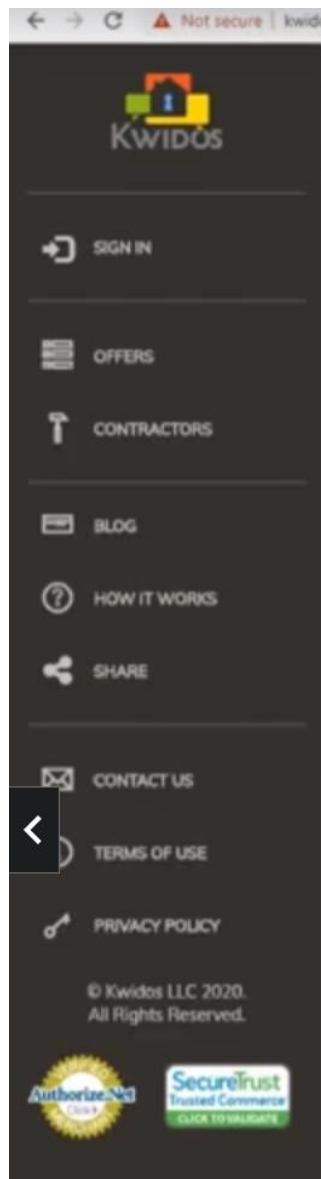 Not secure
KWIDOS
SIGN IN
OFFERS
CONTRACTORS
BLOG
HOW IT WORKS
SHARE
CONTACT US
TERMS OF USE
PRIVACY POLICY
© Kwidos LLC 2020.
All Rights Reserved.
Authorize.Net
Click
SecureTrust
Trusted Commerce
CLICK TO VALIDATE